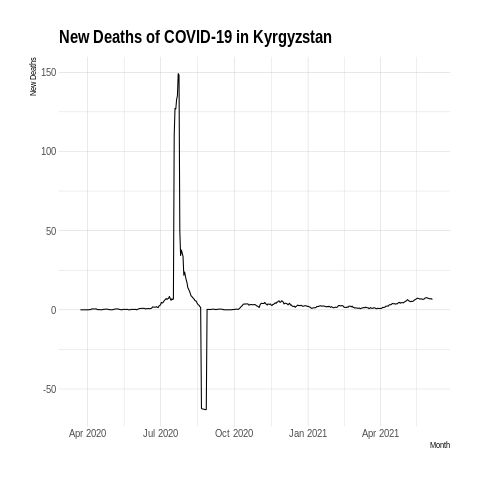 New Deaths of COVID-19 in Kyrgyzstan
New Deaths
150
100
50
0
-50
Apr 2020 Jul 2020 Oct 2020 Jan 2021 Apr 2021
Month